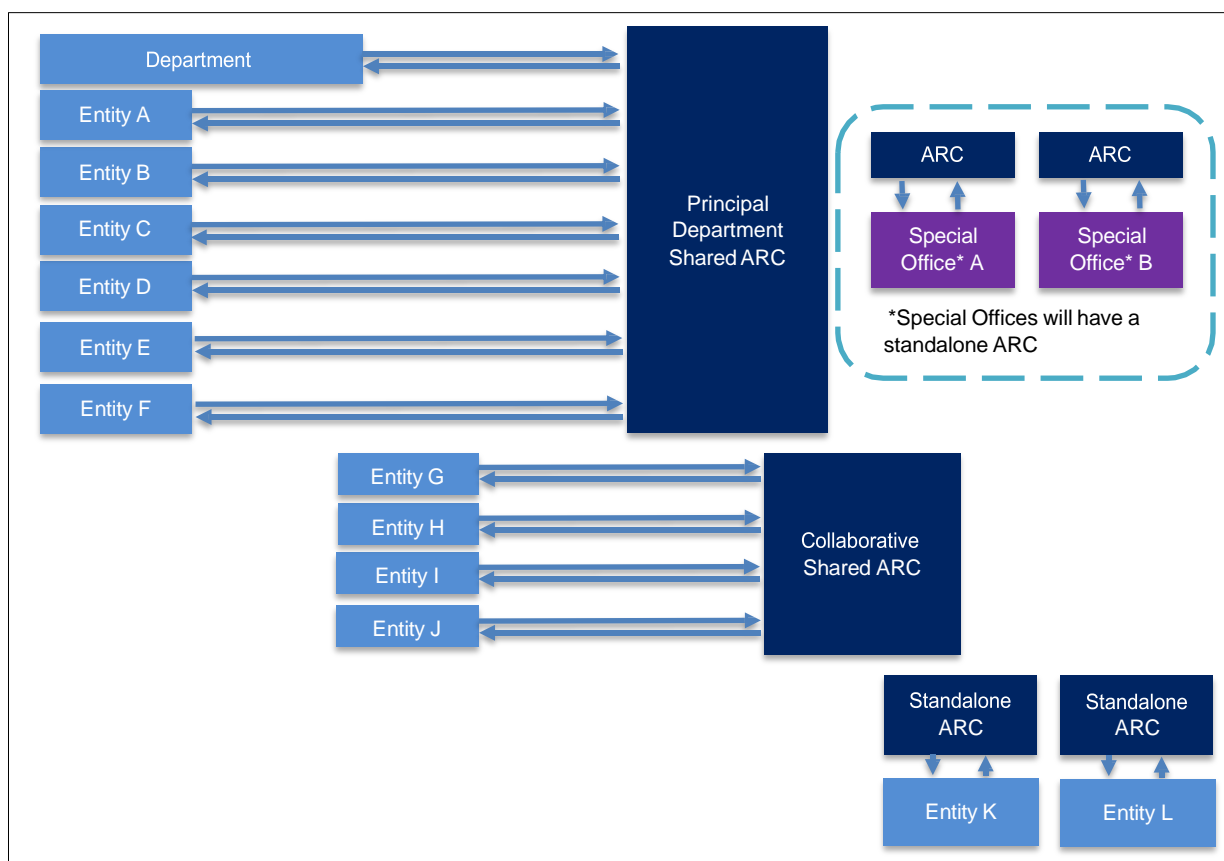 Department
Entity A
Entity B
Entity C
Entity D
Entity E
Entity F
Principal
Department
Shared ARC
ARC
ARC
Special
Office* A
Special
Office* B
*Special Offices will have a
standalone ARC
Entity G
Entity H
Entity I
Entity J
Collaborative
Shared ARC
Standalone
ARC
Standalone
ARC
Entity K
Entity L